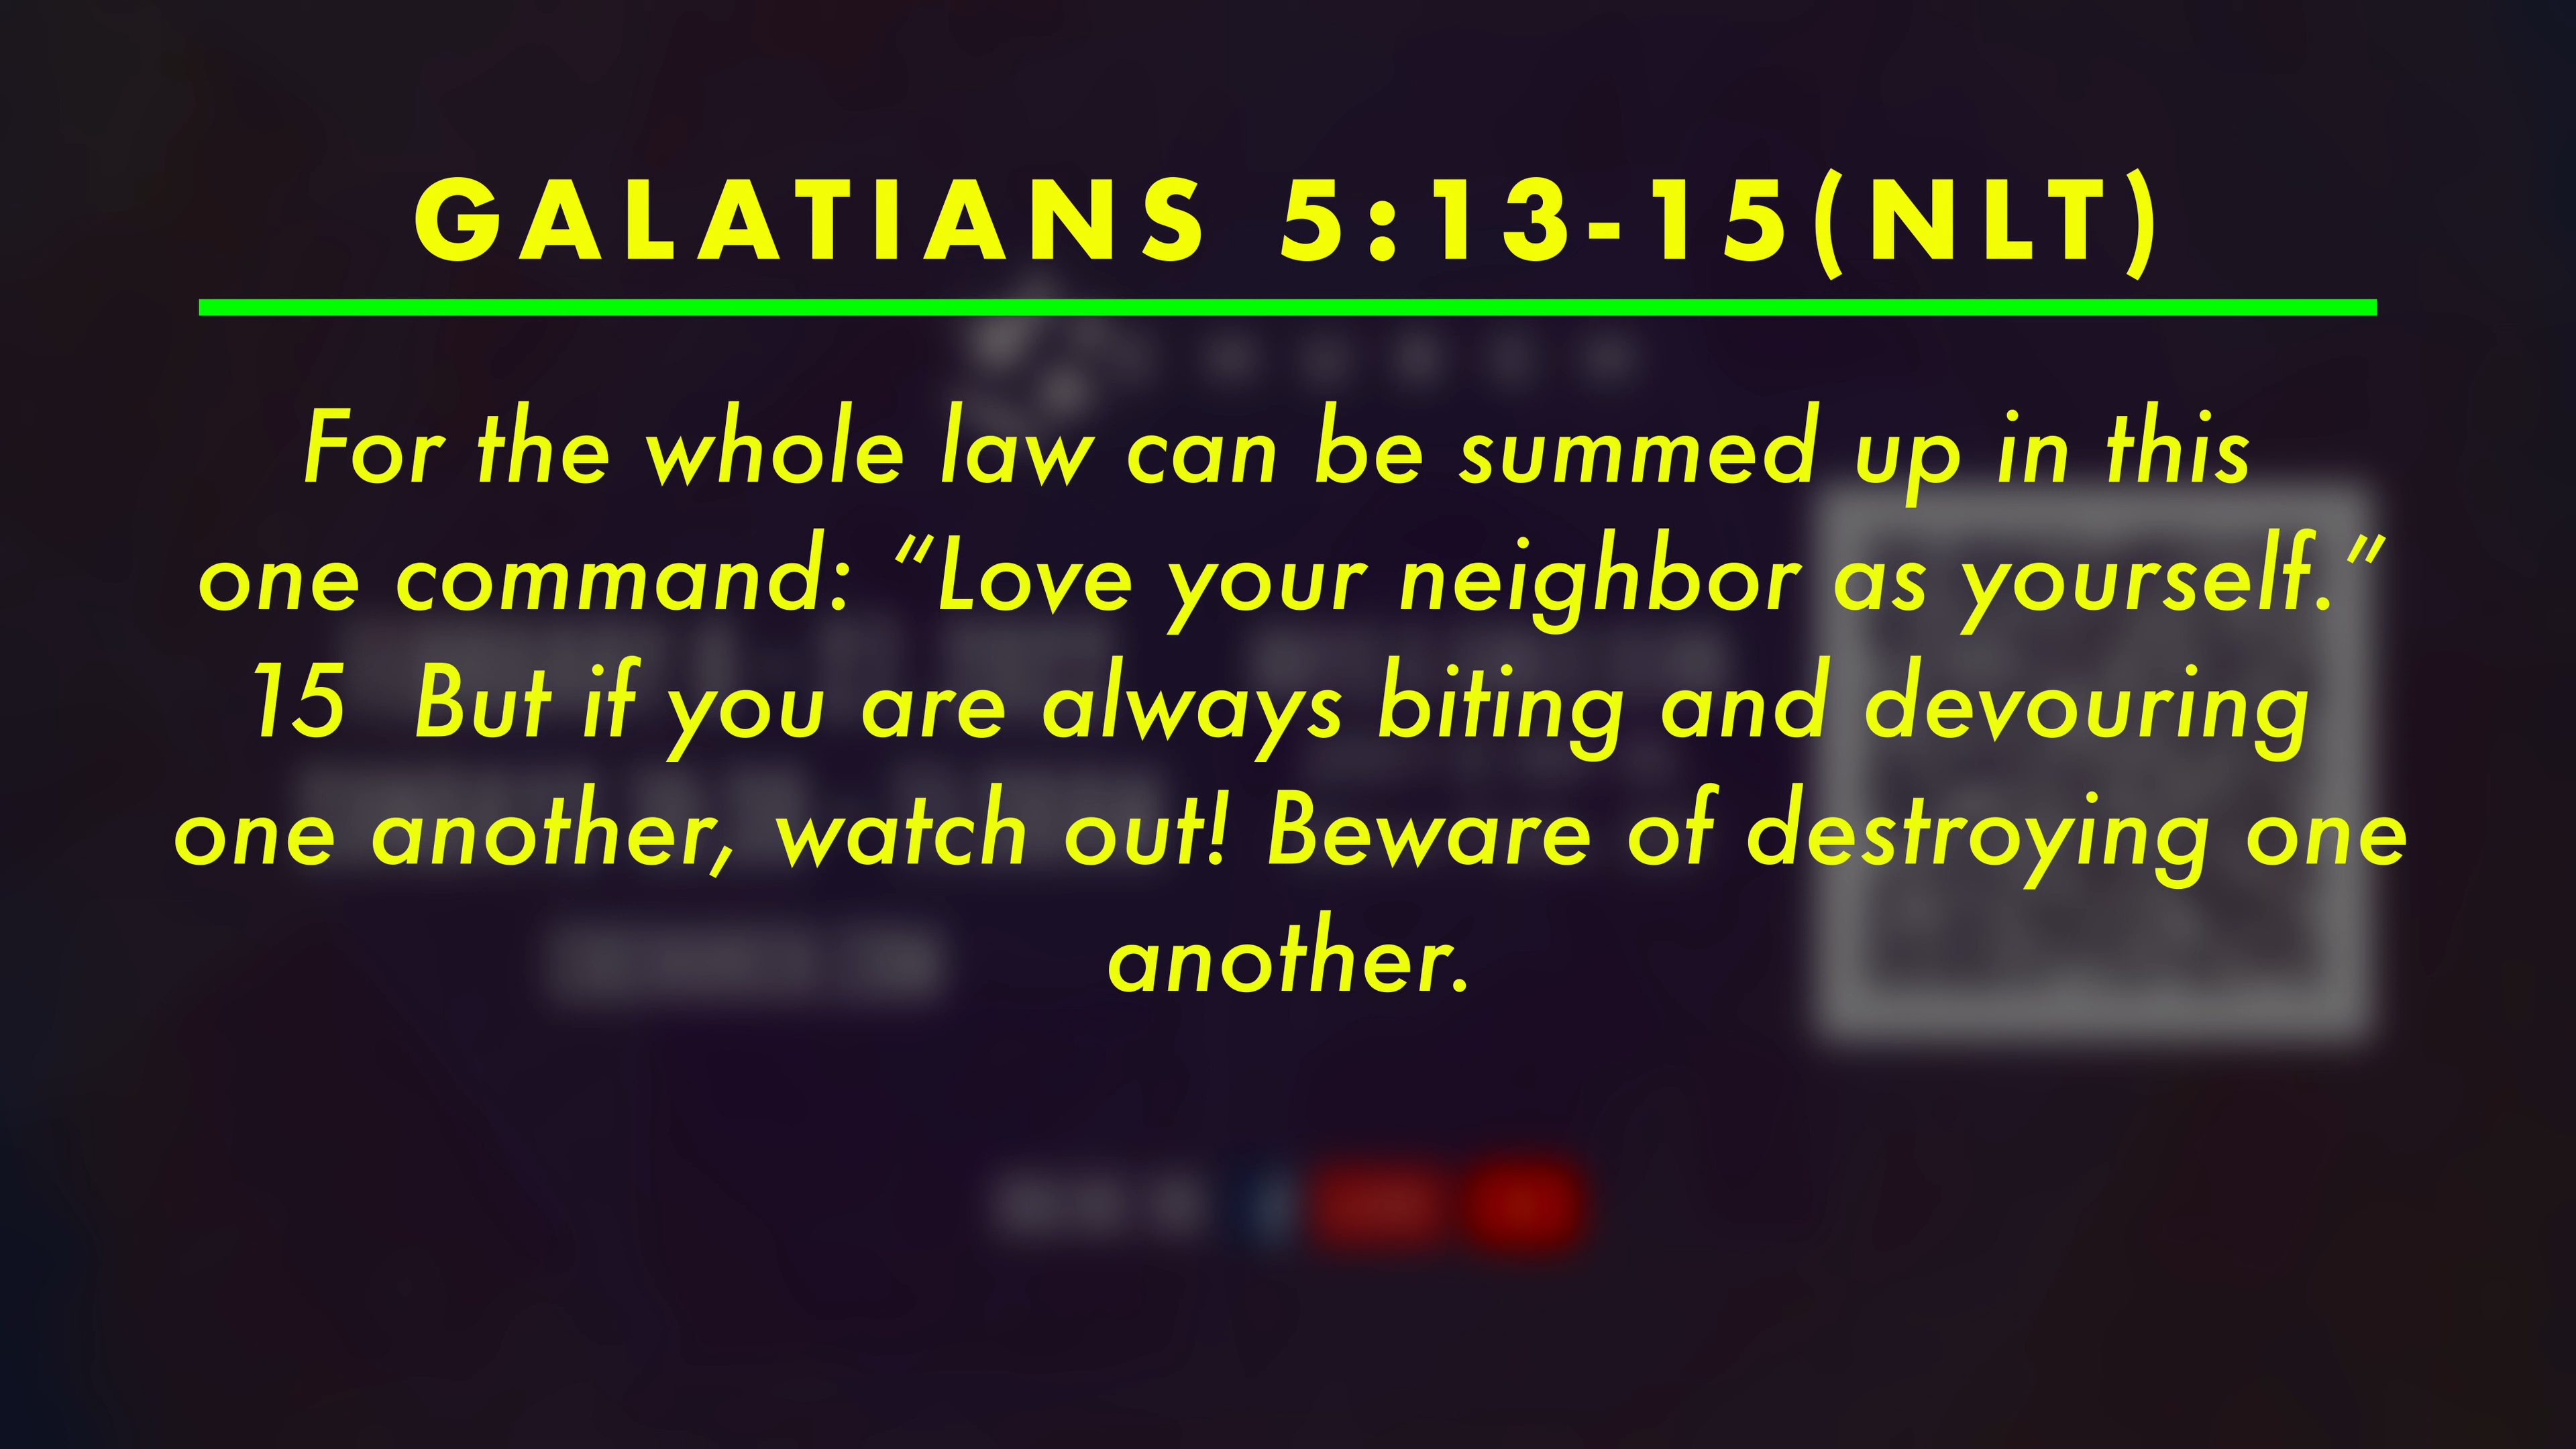 GALATIANS 5:13-15(NLT)
For the whole law can be summed up in this
one command: “Love your neighbor as yourself.”
15  But if you are always biting and devouring
one another, watch out! Beware of destroying one
another.